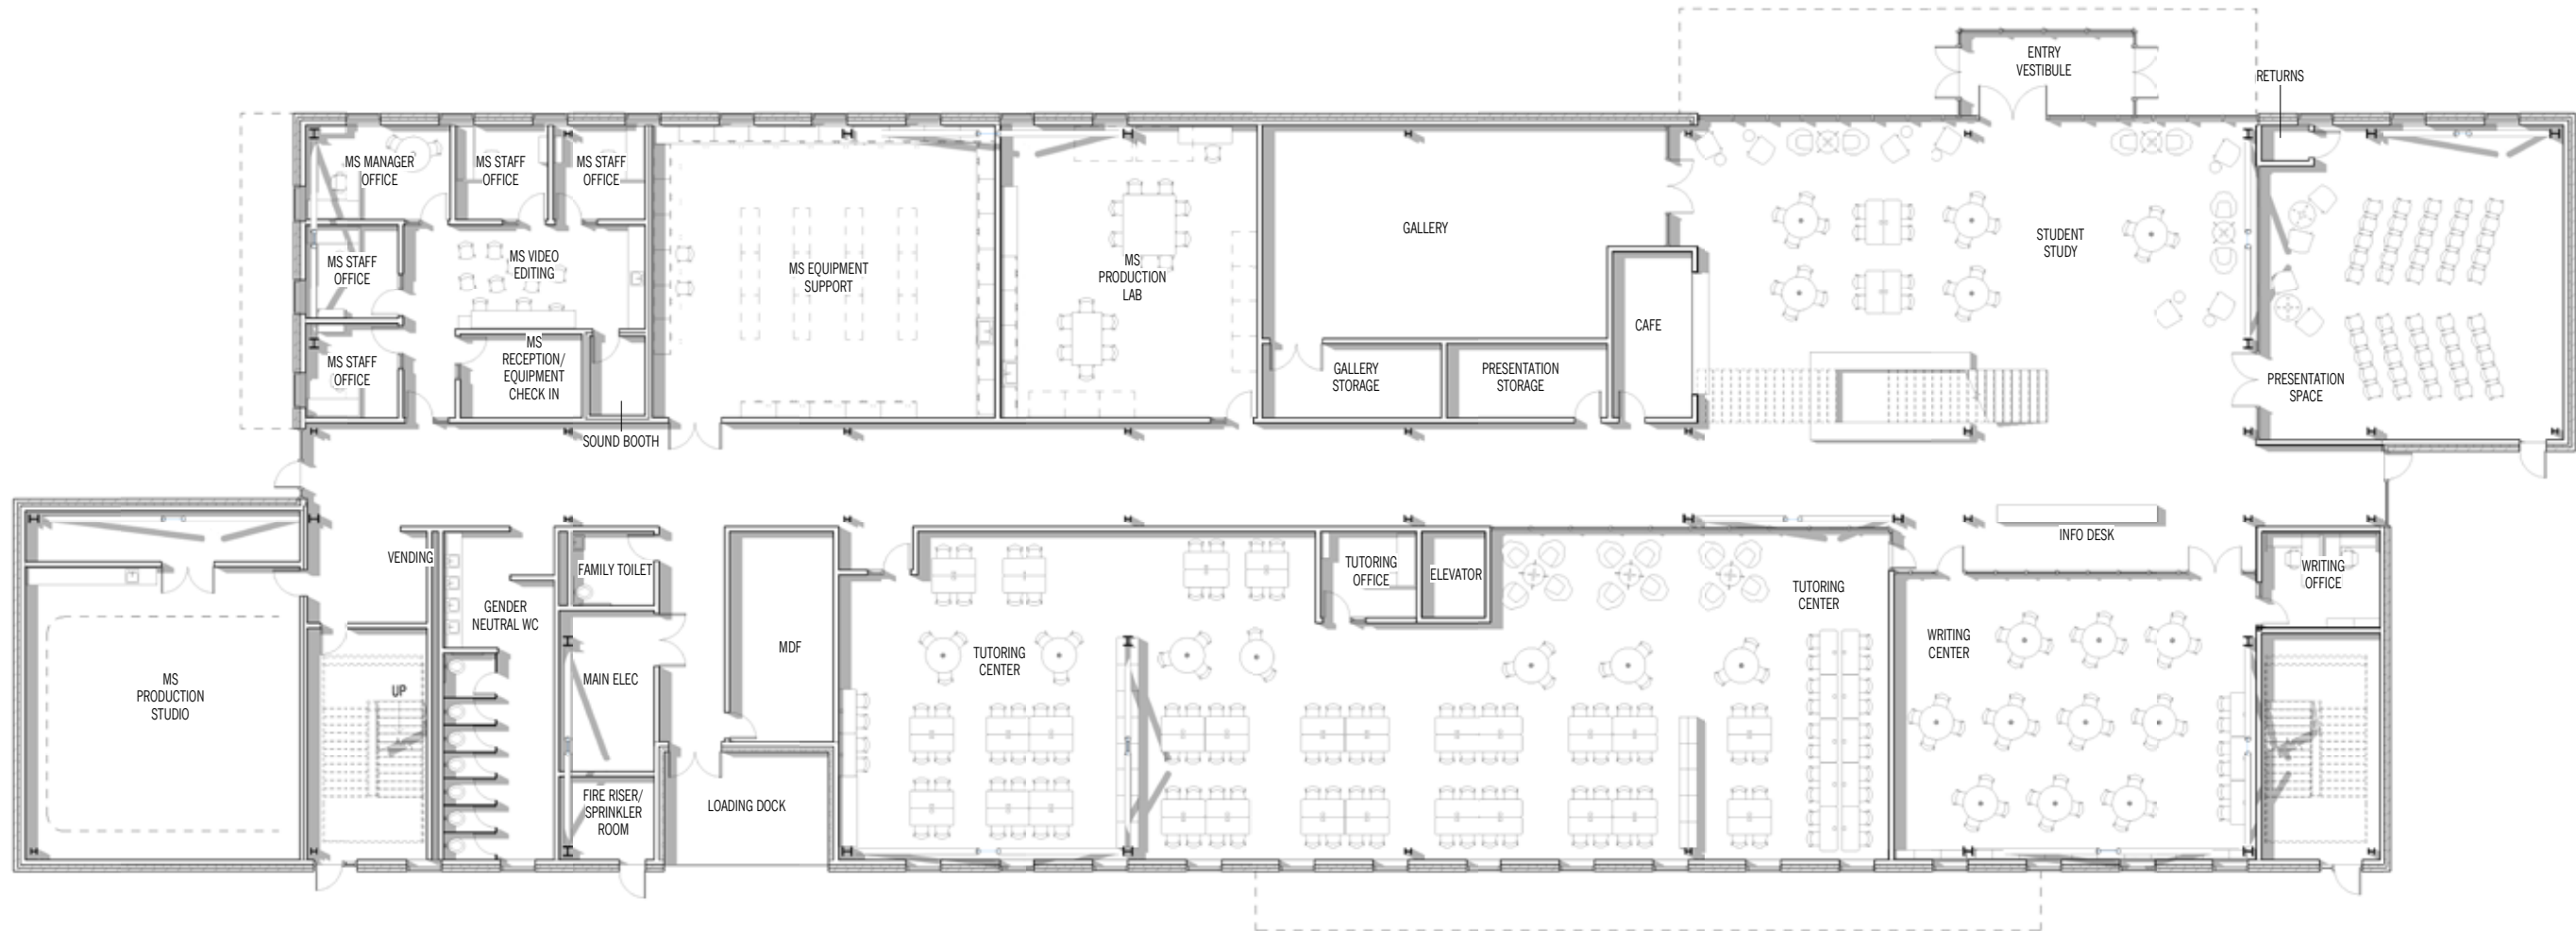 ENTRY
VESTIBULE
RETURNS
MS MANAGER
OFFICE
MS STAFF
OFFICE
MS STAFF
OFFICE
MS STAFF
OFFICE
MS VIDEO
EDITING
MS STAFF
OFFICE
MS
RECEPTION/
EQUIPMENT
CHECK IN
SOUND BOOTH
MS EQUIPMENT
SUPPORT
MS
PRODUCTION
LAB
GALLERY
GALLERY
STORAGE
PRESENTATION
STORAGE
CAFE
STUDENT
STUDY
PRESENTATION
SPACE
INFO DESK
VENDING
FAMILY TOILET
GENDER
NEUTRAL WC
MS
PRODUCTION
STUDIO
UP
MAIN ELEC
FIRE RISER/
SPRINKLER
ROOM
MDF
LOADING DOCK
TUTORING
CENTER
TUTORING
OFFICE
ELEVATOR
TUTORING
CENTER
WRITING
CENTER
WRITING
OFFICE